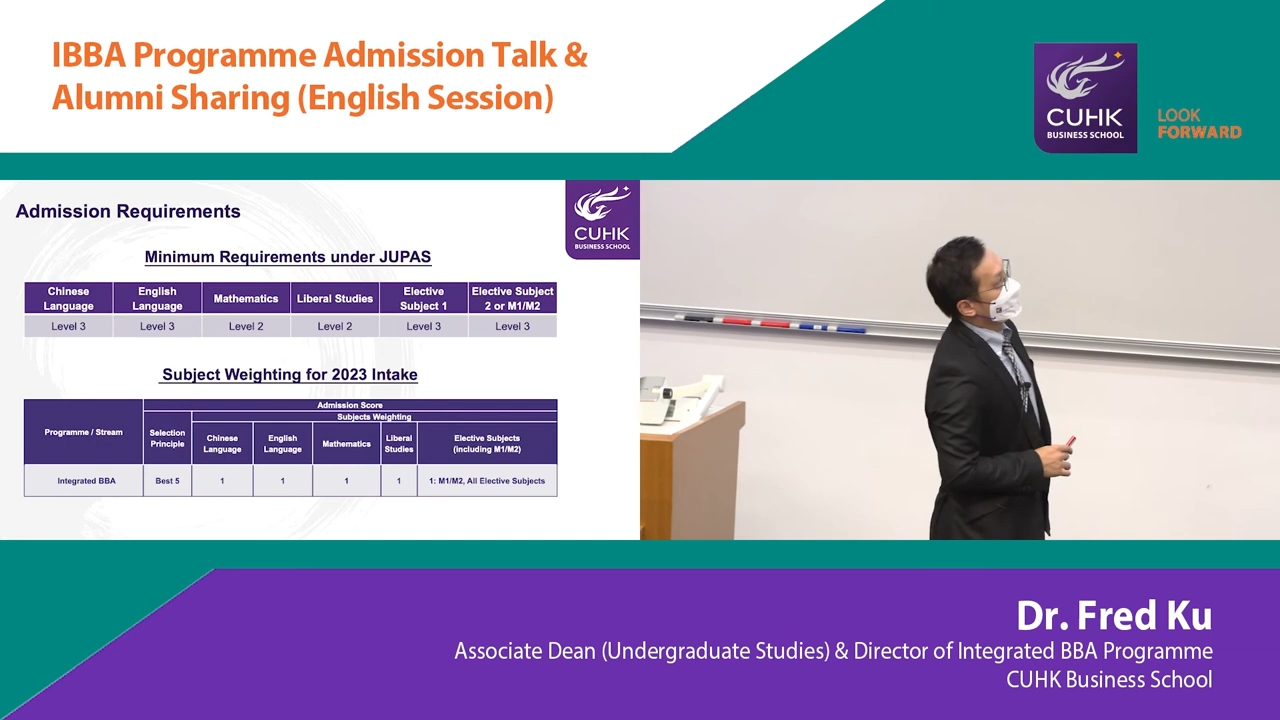 IBBA Programme Admission Talk &
Alumni Sharing (English Session)
CUHK
BUSINESS SCHOOL
LOOK
FORWARD
Admission Requirements
CUHK
BUSINESS SCHOOL
Minimum Requirements under JUPAS
Chinese Language
English Language
Mathematics
Liberal Studies
Elective Subject 1
Elective Subject 2 or M1/M2
Level 3
Level 3
Level 2
Level 2
Level 3
Level 3
Subject Weighting for 2023 Intake
Programme / Stream
Admission Score
Selection Principle
Subjects Weighting
Chinese Language
English Language
Mathematics
Liberal Studies
Elective Subjects (including M1/M2)
Integrated BBA
Best 5
1
1
1
1
1: M1/M2, All Elective Subjects
Dr. Fred Ku
Associate Dean (Undergraduate Studies) & Director of Integrated BBA Programme
CUHK Business School